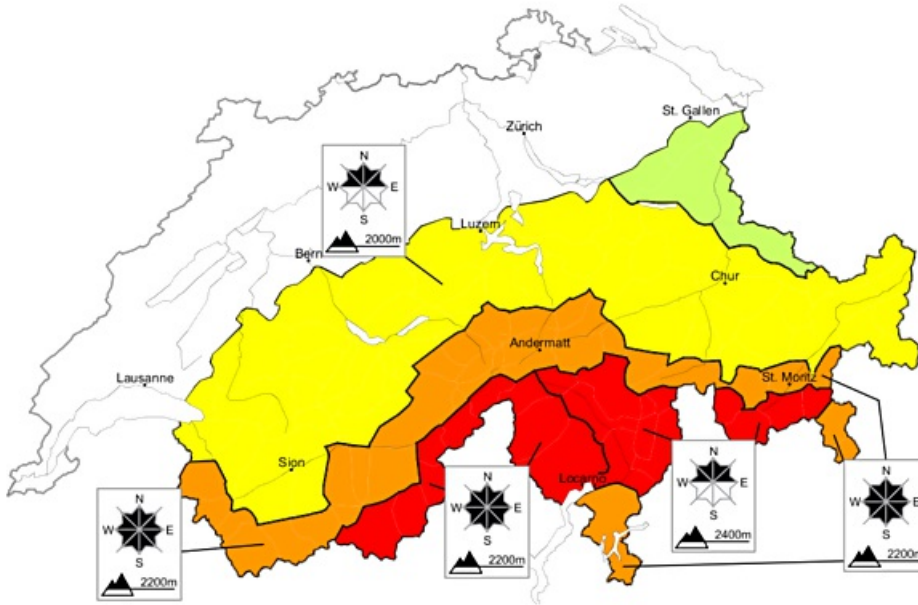 St. Gallen
Zürich
N
W E
S
2000m
Luzern
Bern
Chur
Andermatt
Lausanne
St. Moritz
Sion
Locarno
N
W E
S
2200m
N
W E
S
2200m
N
W E
S
2400m
N
W E
S
2200m